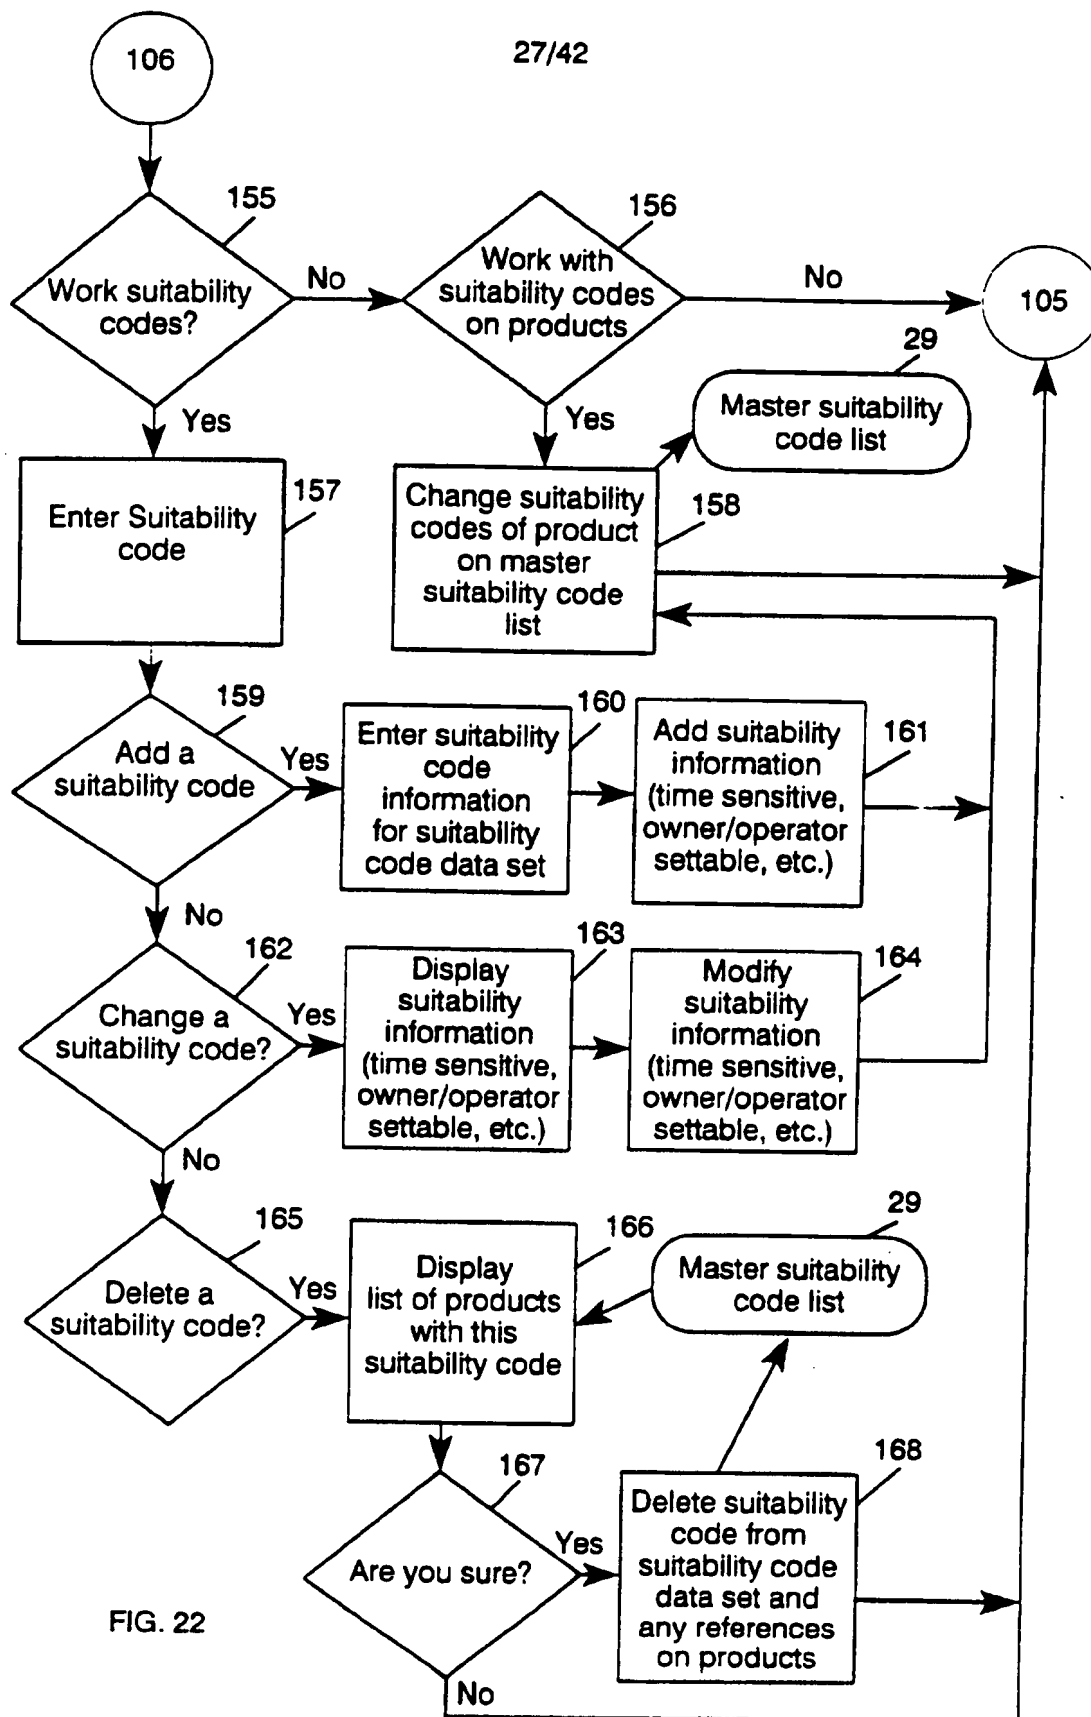 106
27/42
155
Work suitability
codes?
No
156
Work with
suitability codes
on products
No
105
29
Master suitability
code list
Yes
Yes
157
Enter Suitability
code
Change suitability
codes of product
on master
suitability code
list
158
159
Add a
suitability code
Yes
160
Enter suitability
code
information
for suitability
code data set
Add suitability
information
(time sensitive,
owner/operator
settable, etc.)
161
No
162
Change a
suitability code?
Yes
163
Display
suitability
information
(time sensitive,
owner/operator
settable, etc.)
Modify
suitability
information
(time sensitive,
owner/operator
settable, etc.)
164
No
165
Delete a
suitability code?
Yes
166
Display
list of products
with this
suitability code
29
Master suitability
code list
167
Are you sure?
Yes
168
Delete suitability
code from
suitability code
data set and
any references
on products
No
FIG. 22